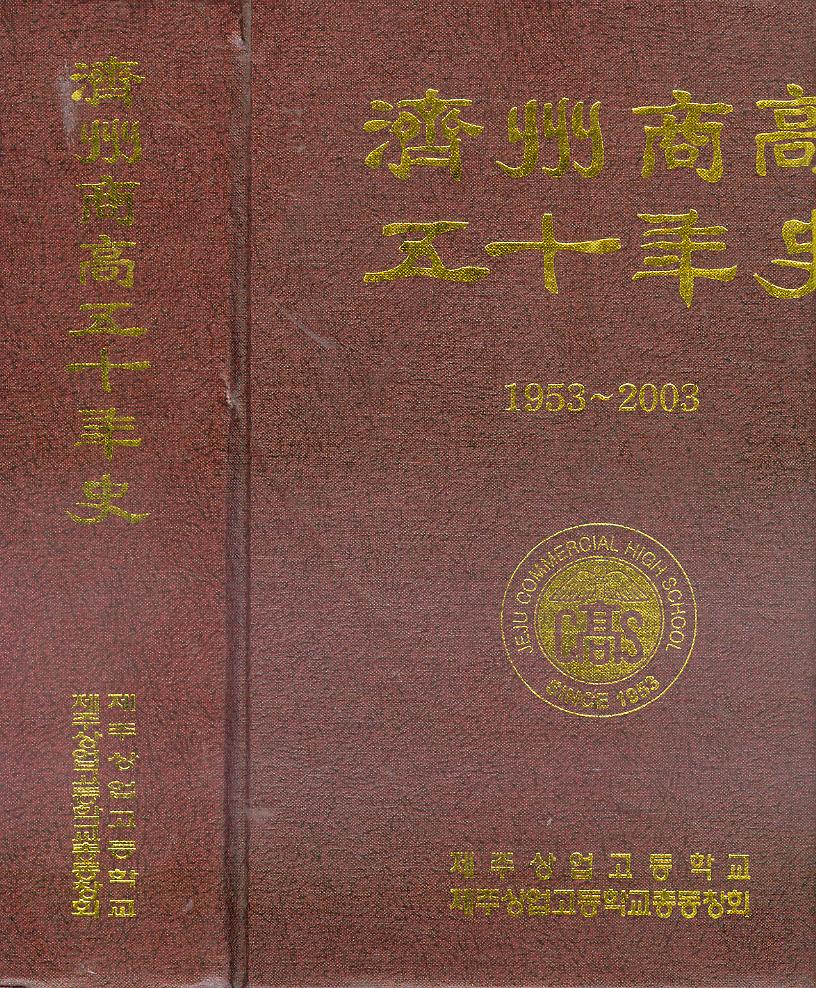 濟州商高五十年史
제주상업고등학교
제주상업고등학교총동창회
濟州商高
五十年史
1953~2003
JEJU COMMERCIAL HIGH SCHOOL
SINCE 1953
제주상업고등학교
제주상업고등학교총동창회